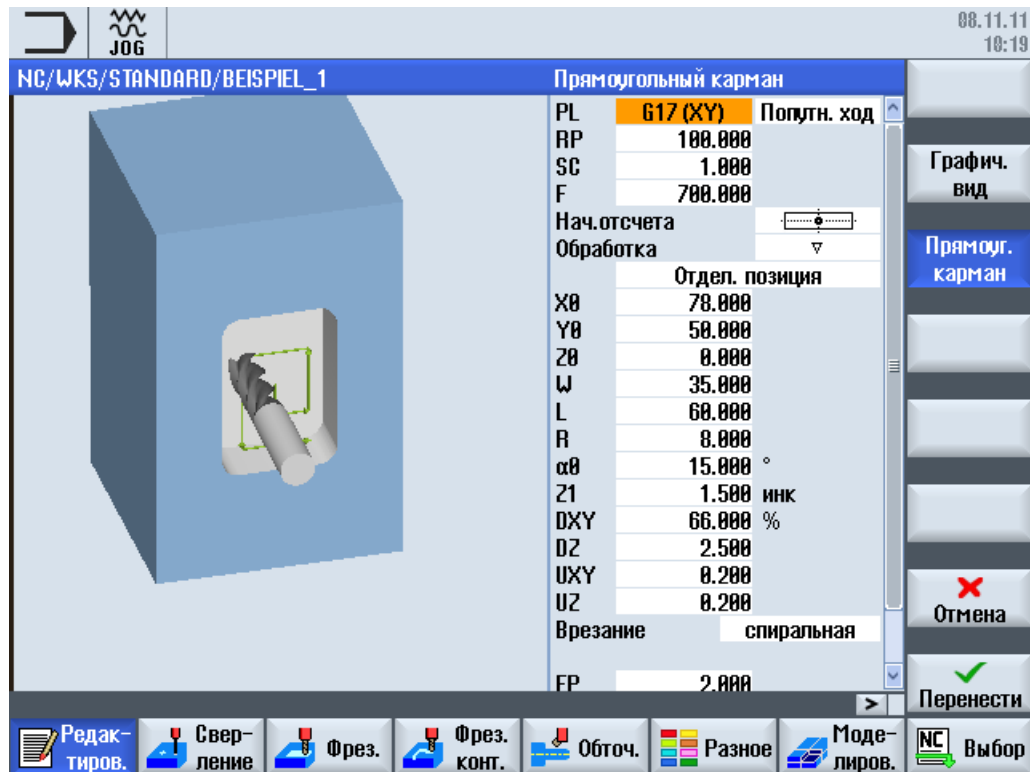 JOG
08.11.11
10:19
NC/WKS/STANDARD/BEISPIEL_1
Прямоугольный карман
PL G17 (XY) Попутн. ход
RP 100.000
SC 1.000
F 700.000
Нач.отсчета
Обработка ▽
Отдел. позиция
X0 78.000
Y0 50.000
Z0 0.000
W 35.000
L 60.000
R 8.000
α0 15.000 °
Z1 1.500 инк
DXY 66.000 %
DZ 2.500
UXY 0.200
UZ 0.200
Врезание спиральная
EP 2.000
Графич.
вид
Прямоуг.
карман
Отмена
Перенести
>
Редак-
тиров.
Свер-
ление
Фрез.
Фрез.
конт.
Обточ.
Разное
Моде-
лиров.
NC Выбор